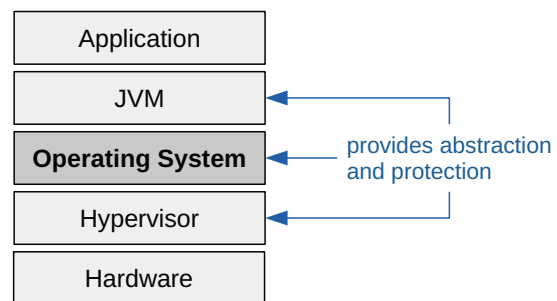 Application
JVM
Operating System
provides abstraction
and protection
Hypervisor
Hardware